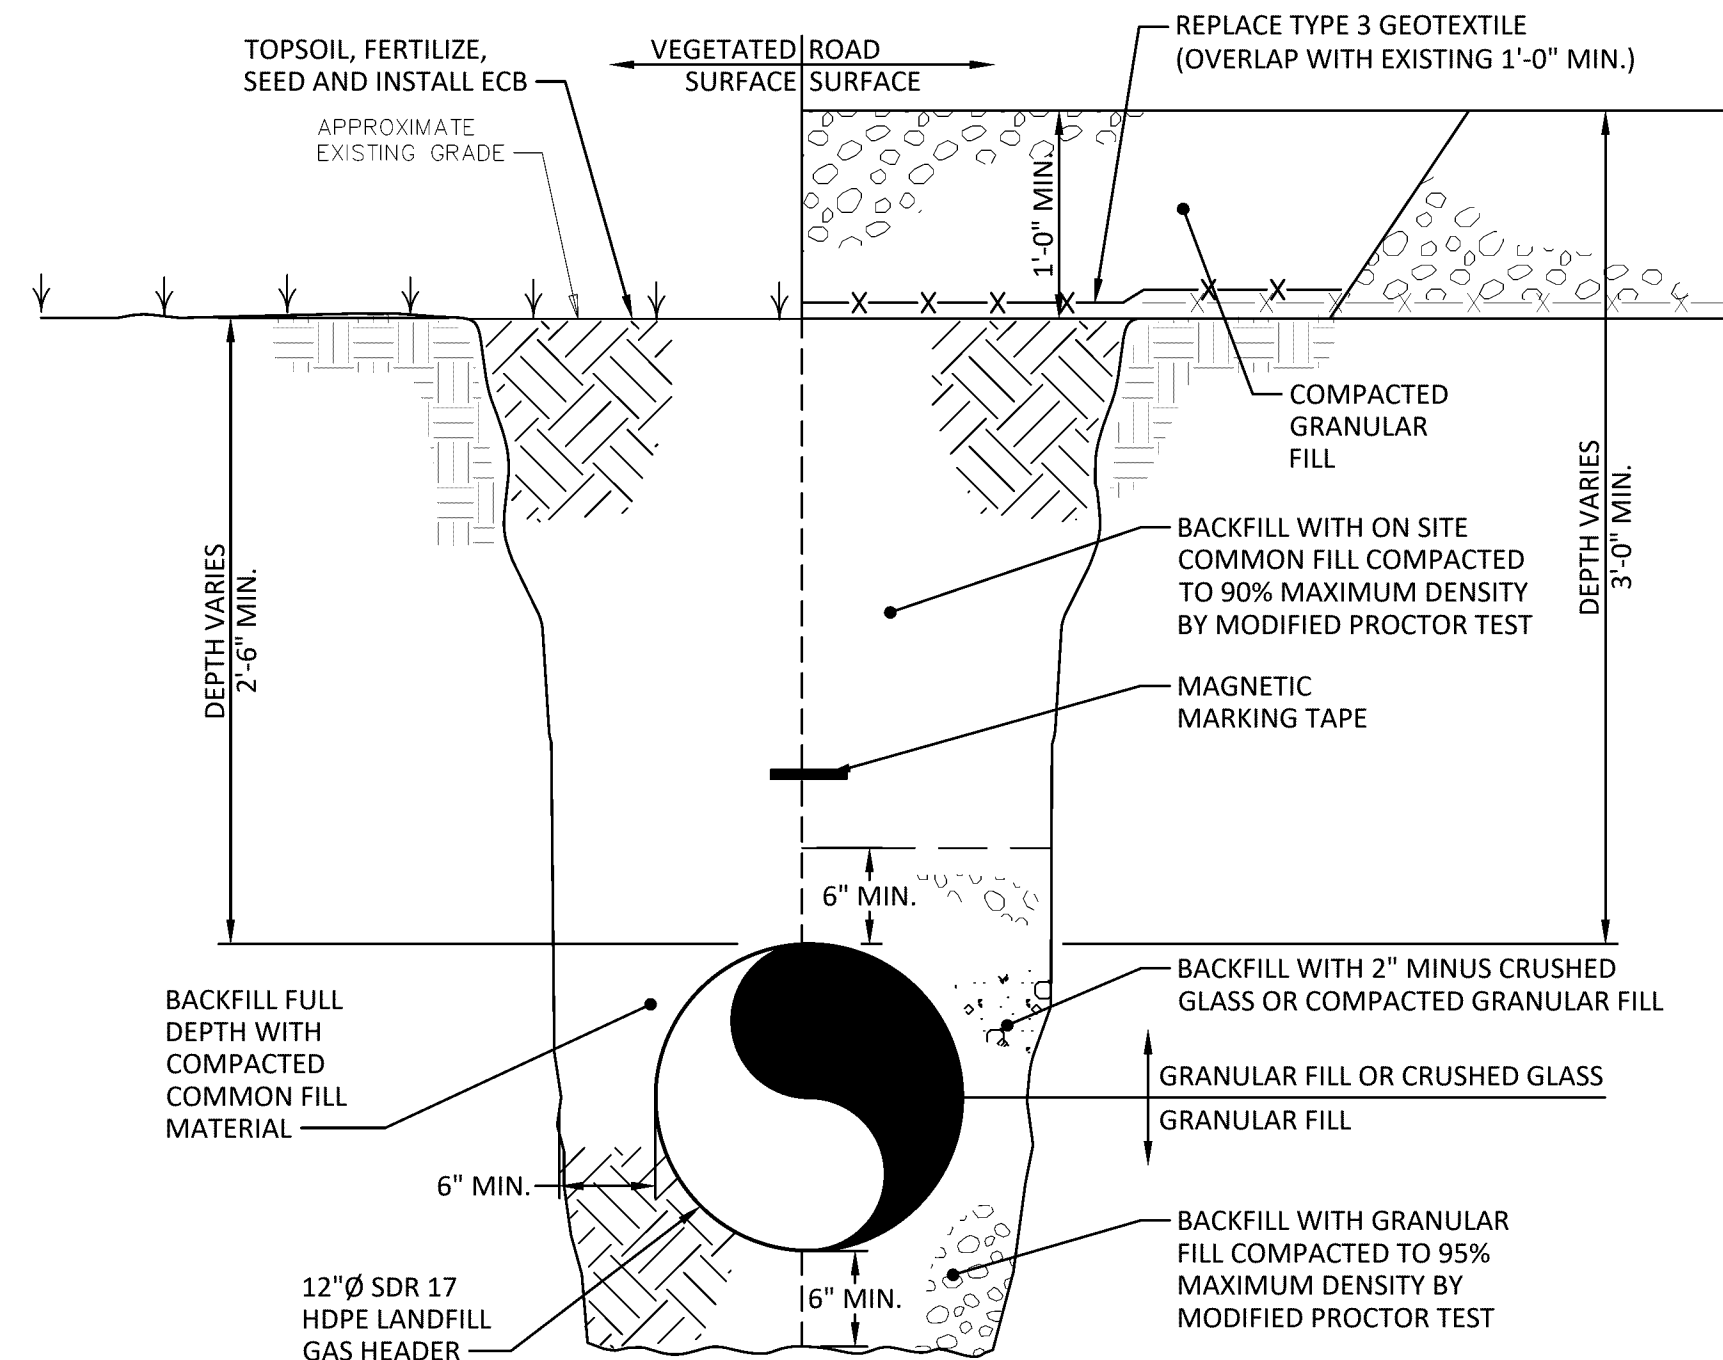 TOPSOIL, FERTILIZE,
SEED AND INSTALL ECB
APPROXIMATE
EXISTING GRADE
VEGETATED
SURFACE
ROAD
SURFACE
REPLACE TYPE 3 GEOTEXTILE
(OVERLAP WITH EXISTING 1'-0" MIN.)
1'-0" MIN.
COMPACTED
GRANULAR
FILL
DEPTH VARIES
3'-0" MIN.
BACKFILL WITH ON SITE
COMMON FILL COMPACTED
TO 90% MAXIMUM DENSITY
BY MODIFIED PROCTOR TEST
DEPTH VARIES
2'-6" MIN.
MAGNETIC
MARKING TAPE
6" MIN.
BACKFILL WITH 2" MINUS CRUSHED
GLASS OR COMPACTED GRANULAR FILL
BACKFILL FULL
DEPTH WITH
COMPACTED
COMMON FILL
MATERIAL
GRANULAR FILL OR CRUSHED GLASS
GRANULAR FILL
6" MIN.
BACKFILL WITH GRANULAR
FILL COMPACTED TO 95%
MAXIMUM DENSITY BY
MODIFIED PROCTOR TEST
6" MIN.
12"Ø SDR 17
HDPE LANDFILL
GAS HEADER